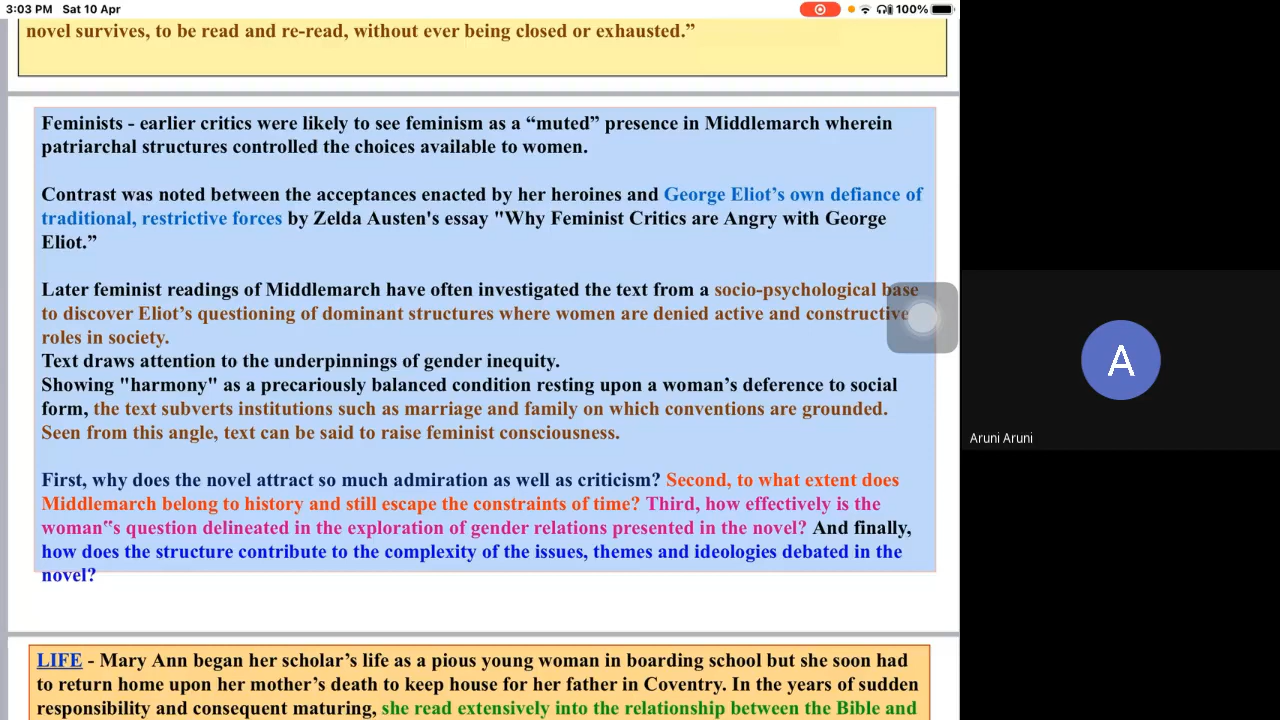 3:03 PM Sat 10 Apr
100%
novel survives, to be read and re-read, without ever being closed or exhausted.”
Feminists - earlier critics were likely to see feminism as a “muted” presence in Middlemarch wherein
patriarchal structures controlled the choices available to women.
Contrast was noted between the acceptances enacted by her heroines and George Eliot’s own defiance of
traditional, restrictive forces by Zelda Austen's essay "Why Feminist Critics are Angry with George
Eliot.”
Later feminist readings of Middlemarch have often investigated the text from a socio-psychological base
to discover Eliot’s questioning of dominant structures where women are denied active and constructive
roles in society.
Text draws attention to the underpinnings of gender inequity.
Showing "harmony" as a precariously balanced condition resting upon a woman’s deference to social
form, the text subverts institutions such as marriage and family on which conventions are grounded.
Seen from this angle, text can be said to raise feminist consciousness.
First, why does the novel attract so much admiration as well as criticism? Second, to what extent does
Middlemarch belong to history and still escape the constraints of time? Third, how effectively is the
woman‟s question delineated in the exploration of gender relations presented in the novel? And finally,
how does the structure contribute to the complexity of the issues, themes and ideologies debated in the
novel?
LIFE - Mary Ann began her scholar’s life as a pious young woman in boarding school but she soon had
to return home upon her mother’s death to keep house for her father in Coventry. In the years of sudden
responsibility and consequent maturing, she read extensively into the relationship between the Bible and
A
Aruni Aruni